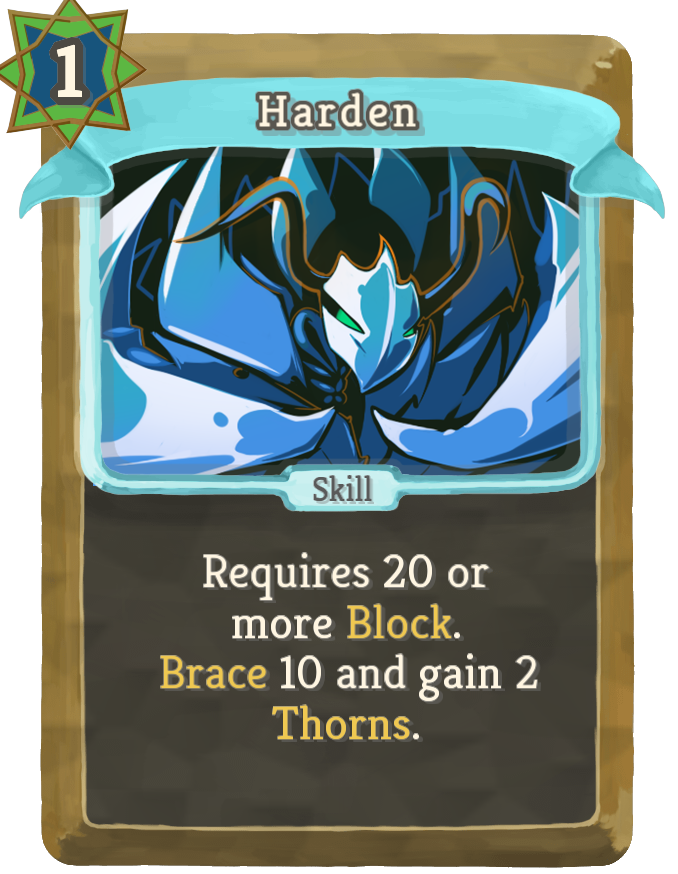 1
Harden
Skill
Requires 20 or
more Block.
Brace 10 and gain 2
Thorns.